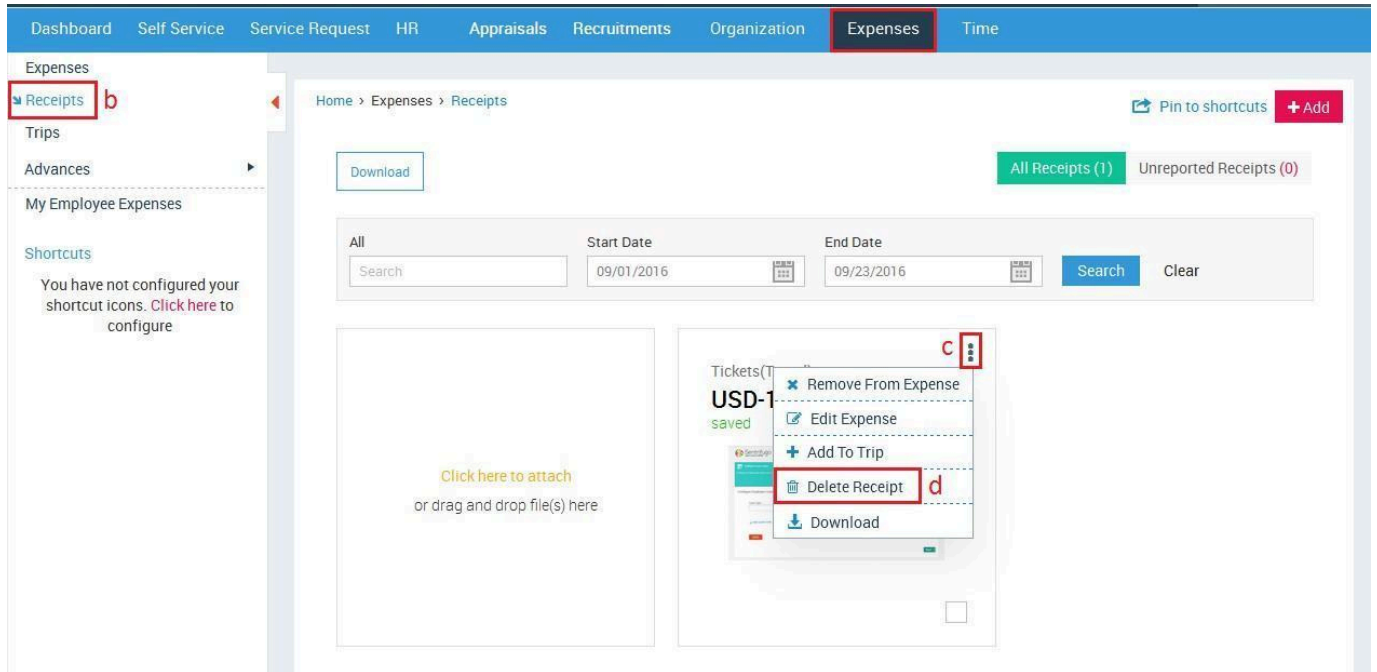 Dashboard Self Service Service Request HR Appraisals Recruitments Organization Expenses Time
Expenses
Receipts b
Trips
Advances
My Employee Expenses
Shortcuts
You have not configured your
shortcut icons. Click here to
configure
Home › Expenses › Receipts
Pin to shortcuts + Add
Download
All Receipts (1) Unreported Receipts (0)
All Start Date End Date
Search 09/01/2016 09/23/2016 Search Clear
Click here to attach
or drag and drop file(s) here
c
USD-1
saved
Remove From Expense
Edit Expense
Add To Trip
Delete Receipt d
Download